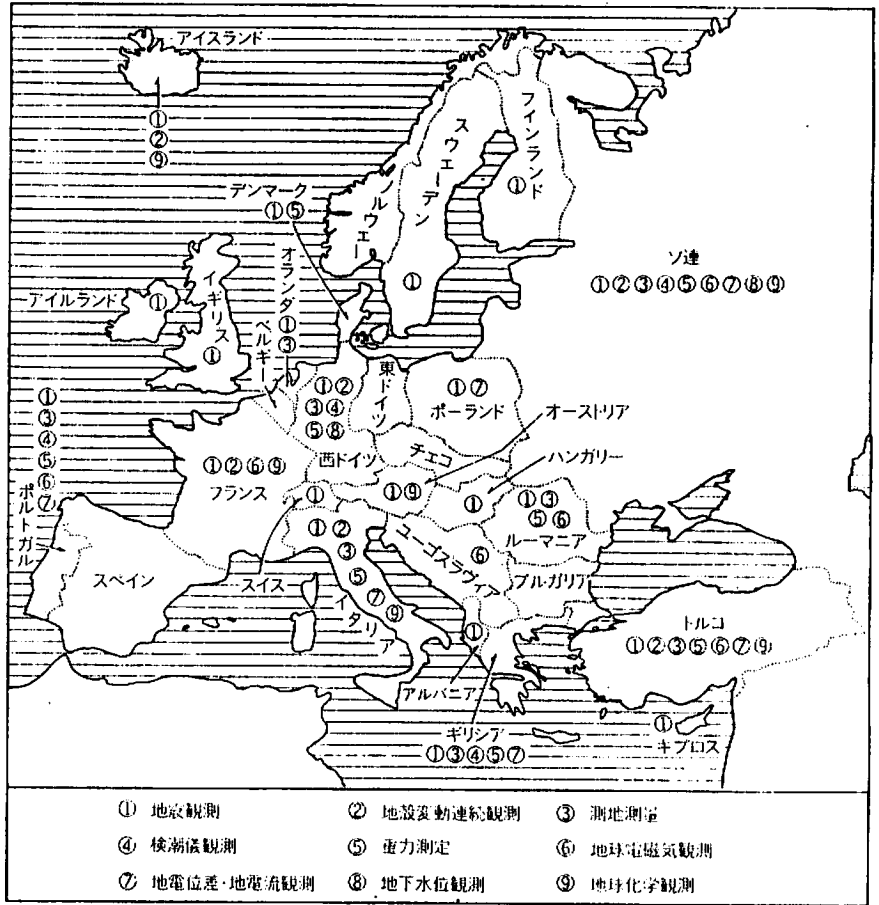 アイスランド
①
②
⑨
フィンランド
①
スウェーデン
①
ノルウェー
デンマーク
①⑤
オランダ①③
ベルギー
イギリス
①
アイルランド
①
ソ連
①②③④⑤⑥⑦⑧⑨
①
③
④
⑤
⑥
⑦
ポルトガル
①②
③④
⑤⑧
西ドイツ
東ドイツ
①⑦
ポーランド
オーストリア
チェコ
ハンガリー
①②⑥⑨
フランス
①
①⑨
①
①③
⑤⑥
ルーマニア
①②
③
⑤
⑦
⑨
イタリア
ユーゴスラヴィア
⑥
ブルガリア
スペイン
スイス
①
アルバニア
トルコ
①②③⑤⑥⑦⑨
ギリシア
①③④⑤⑦
①
キプロス
① 地震観測 ② 地殻変動連続観測 ③ 測地測量
④ 検潮儀観測 ⑤ 重力測定 ⑥ 地球電磁気観測
⑦ 地電位差・地電流観測 ⑧ 地下水位観測 ⑨ 地球化学観測